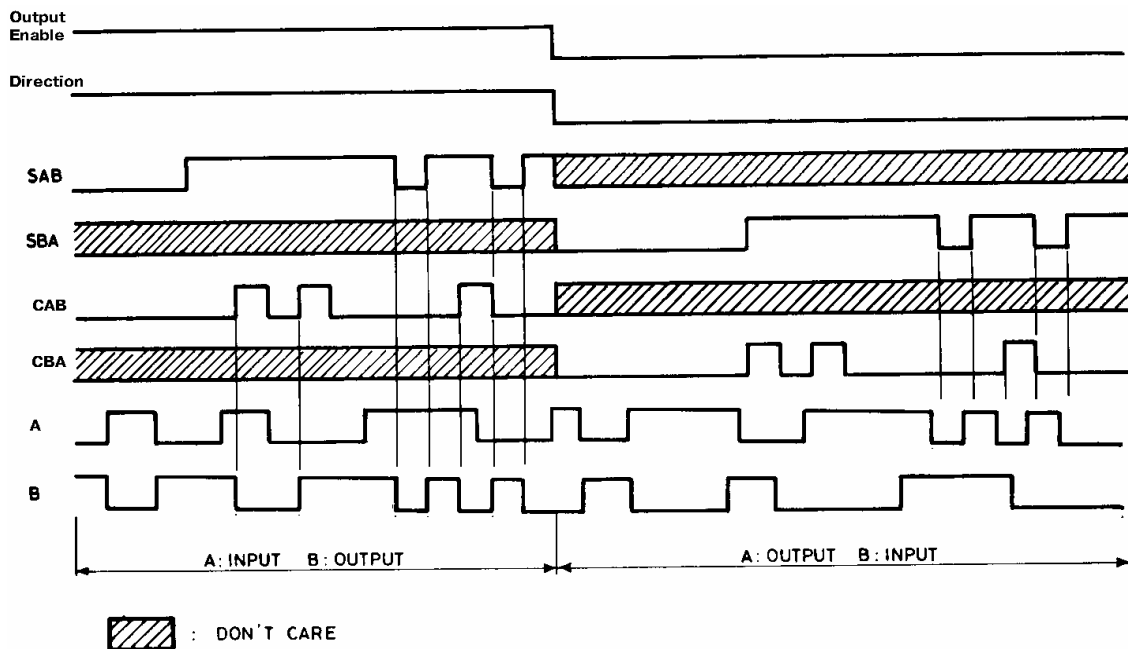 Output
Enable
Direction
SAB
SBA
CAB
CBA
A
B
A: INPUT B: OUTPUT
A: OUTPUT B: INPUT
: DON'T CARE